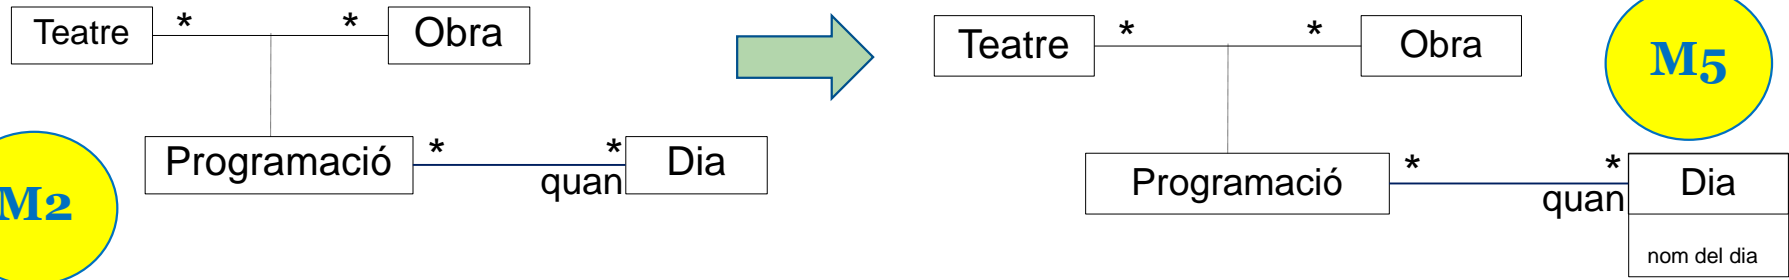 Teatre * * Obra
Programació * * Dia
quan
M2
Teatre * * Obra
M5
Programació * * Dia
quan
nom del dia